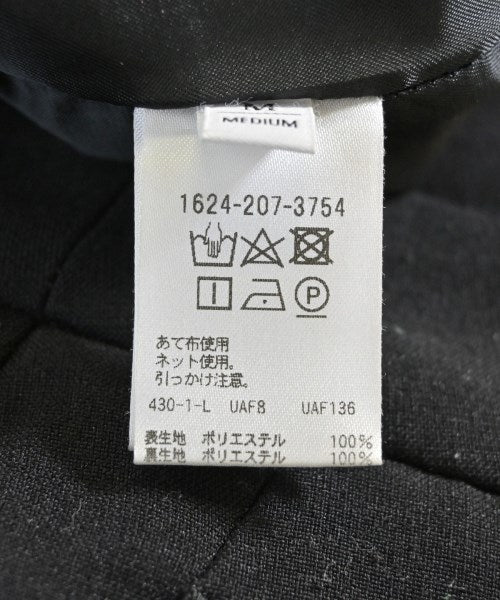 M
MEDIUM
1624-207-3754
P
あて布使用
ネット使用。
引っかけ注意。
430-1-L UAF8 UAF136
表生地 ポリエステル 100%
裏生地 ポリエステル 100%